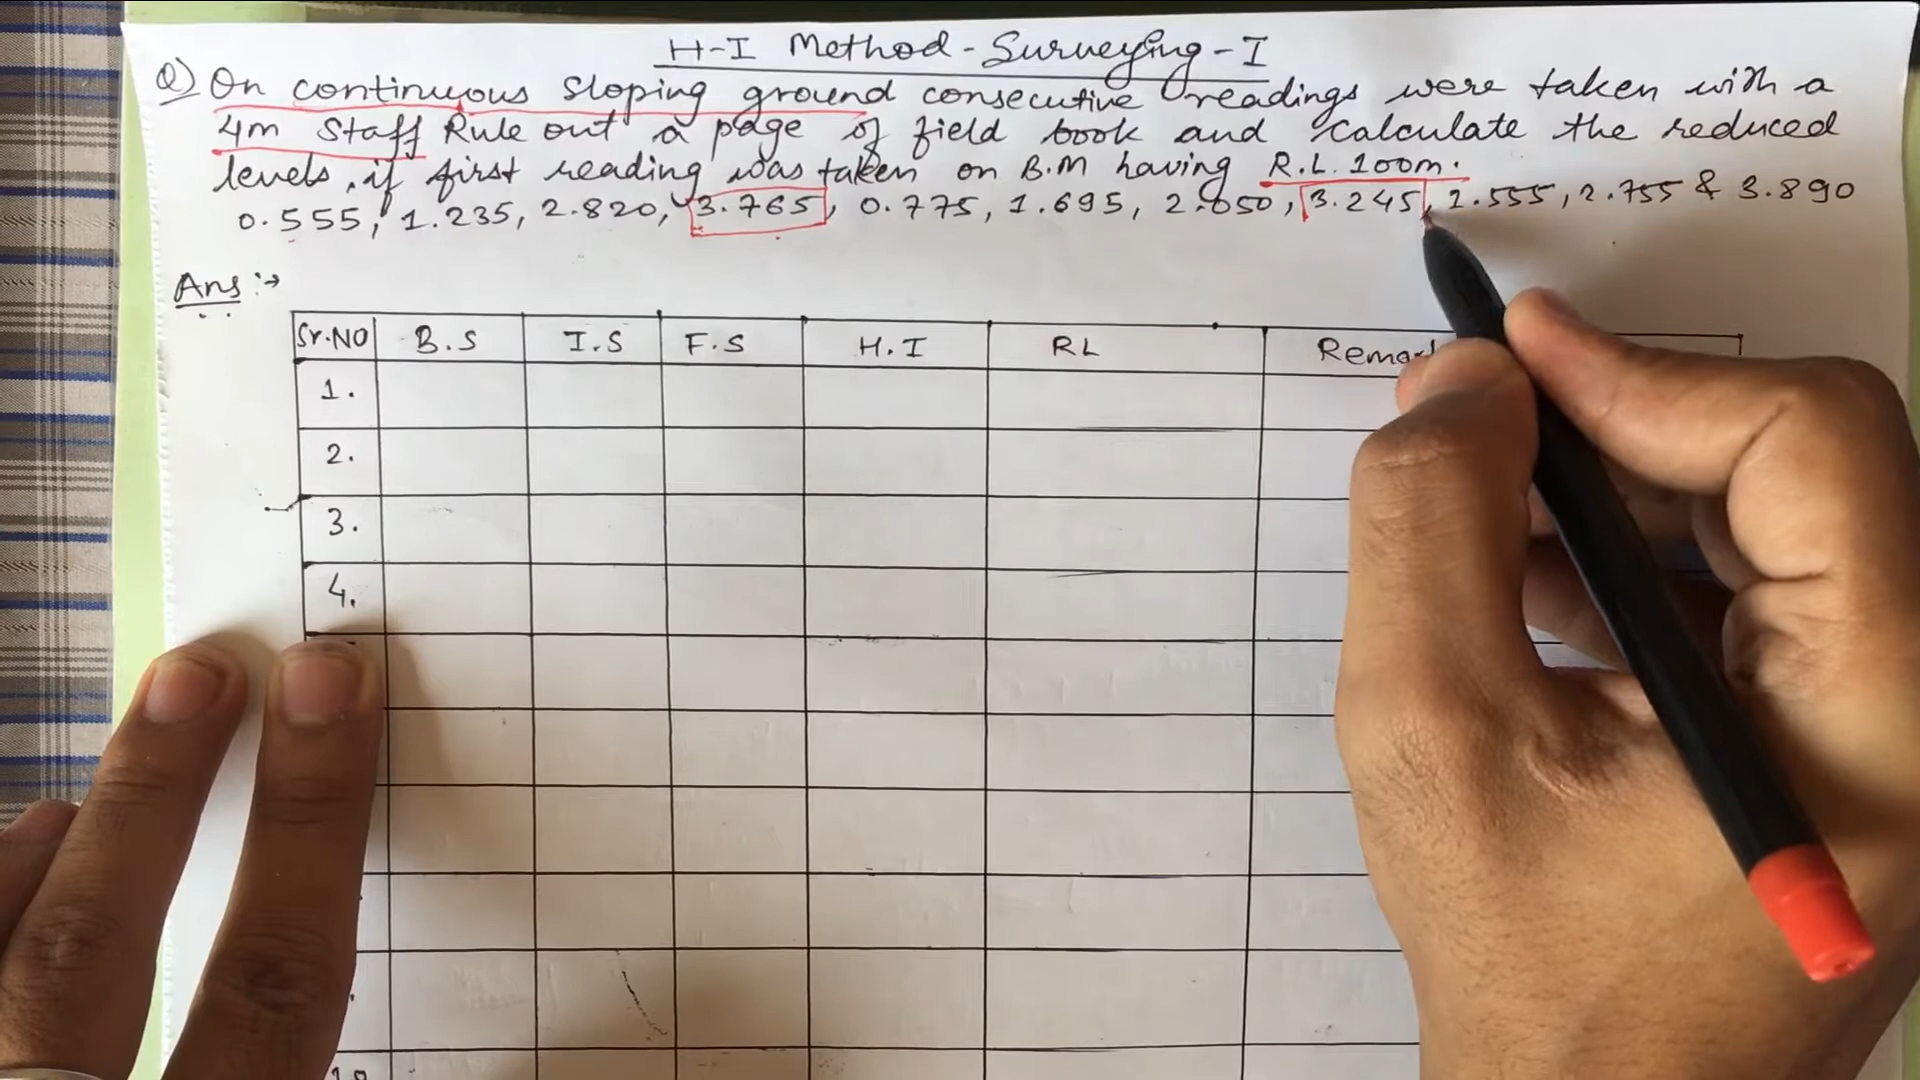 H-I Method-Surveying-I
Q) On continuous sloping ground consecutive readings were taken with a
4m staff Rule out a page of field book and calculate the reduced
levels, if first reading was taken on B.M having R.L. 100m.
0.555, 1.235, 2.820, 3.765, 0.775, 1.695, 2.050, 3.245, 1.555, 2.755 & 3.890
Ans :→
Sr.NO B.S I.S F.S H.I RL
1.
2.
3.
4.
10